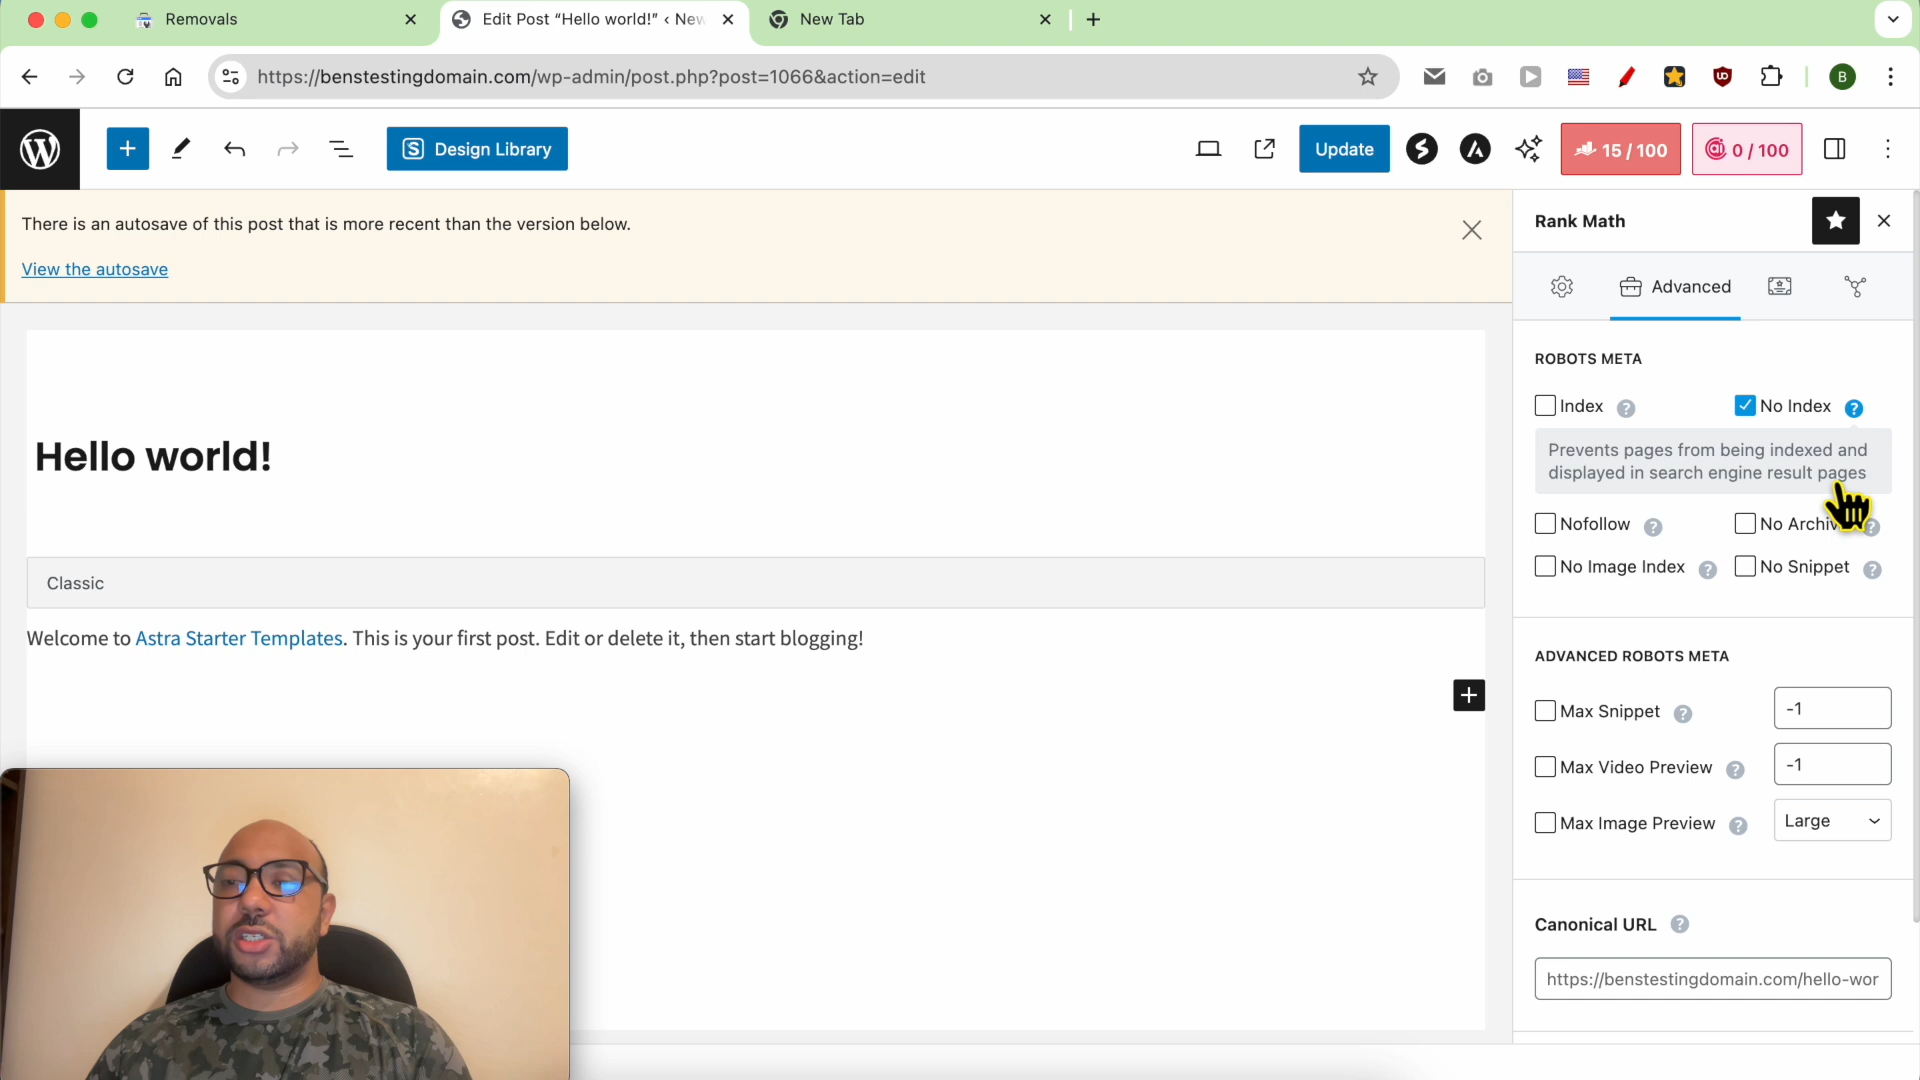 Removals
Edit Post “Hello world!” ‹ New
New Tab
https://benstestingdomain.com/wp-admin/post.php?post=1066&action=edit
B
Design Library
Update
15 / 100
0 / 100
There is an autosave of this post that is more recent than the version below.
View the autosave
Hello world!
Classic
Welcome to Astra Starter Templates. This is your first post. Edit or delete it, then start blogging!
Rank Math
Advanced
ROBOTS META
Index ?
No Index ?
Prevents pages from being indexed and
displayed in search engine result pages
Nofollow ?
No Archiv ?
No Image Index ?
No Snippet ?
ADVANCED ROBOTS META
Max Snippet ?
-1
Max Video Preview ?
-1
Max Image Preview ?
Large
Canonical URL ?
https://benstestingdomain.com/hello-wor